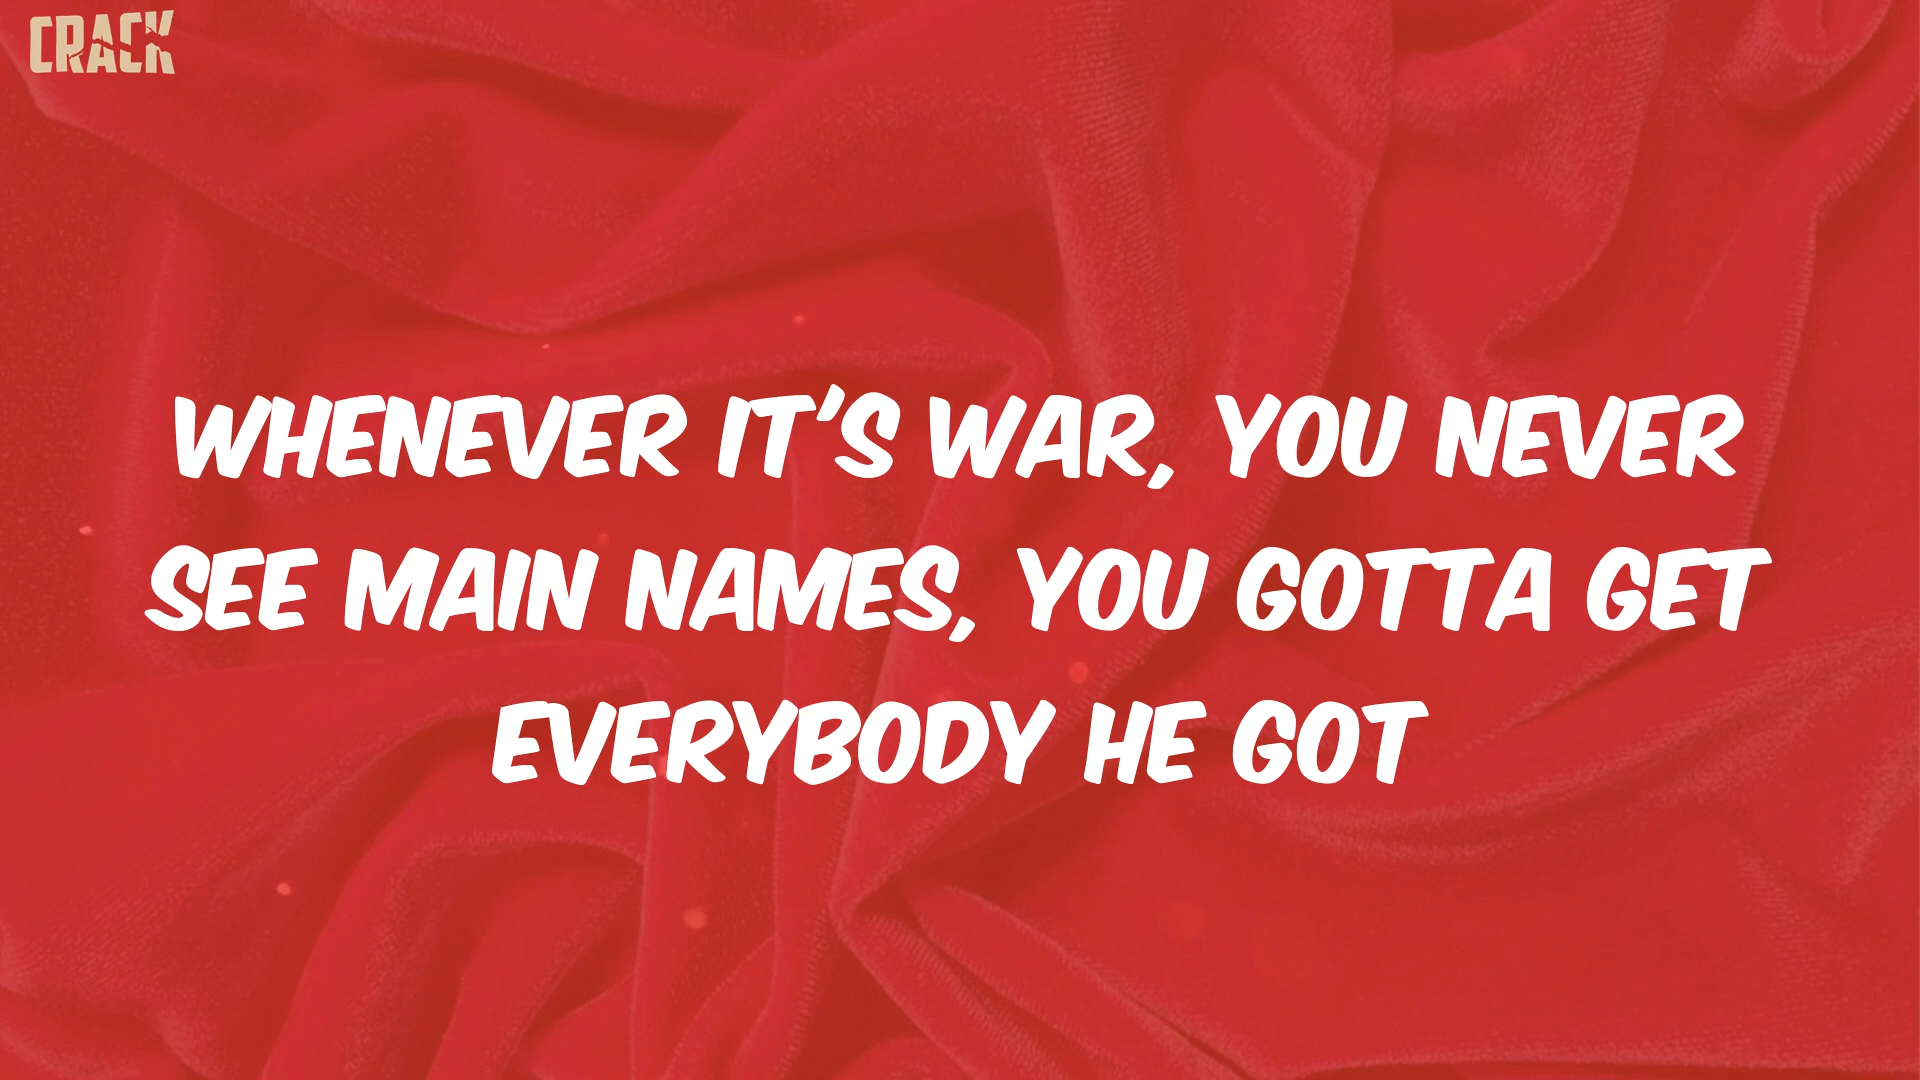 CRACK
WHENEVER IT'S WAR, YOU NEVER
SEE MAIN NAMES, YOU GOTTA GET
EVERYBODY HE GOT